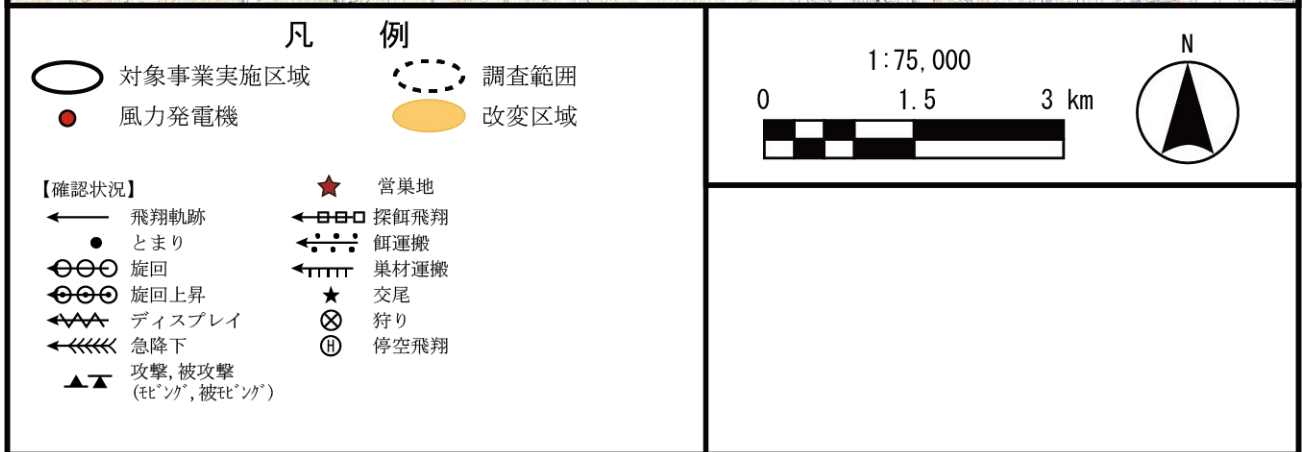 凡 例
対象事業実施区域
調査範囲
風力発電機
改変区域
【確認状況】
営巣地
飛翔軌跡
探餌飛翔
とまり
餌運搬
旋回
巣材運搬
旋回上昇
交尾
ディスプレイ
狩り
急降下
H 停空飛翔
攻撃,被攻撃
(ﾓﾋﾞﾝｸﾞ,被ﾓﾋﾞﾝｸﾞ)
1:75,000
0 1.5 3 km
N